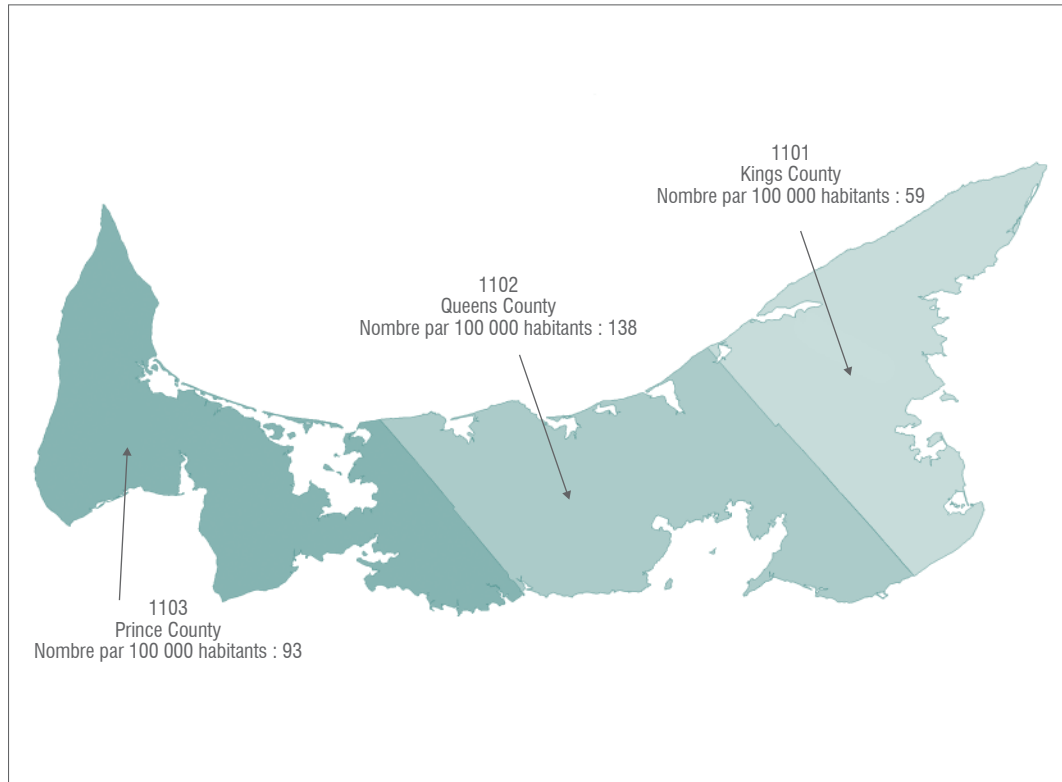 1101
Kings County
Nombre par 100 000 habitants : 59
1102
Queens County
Nombre par 100 000 habitants : 138
1103
Prince County
Nombre par 100 000 habitants : 93